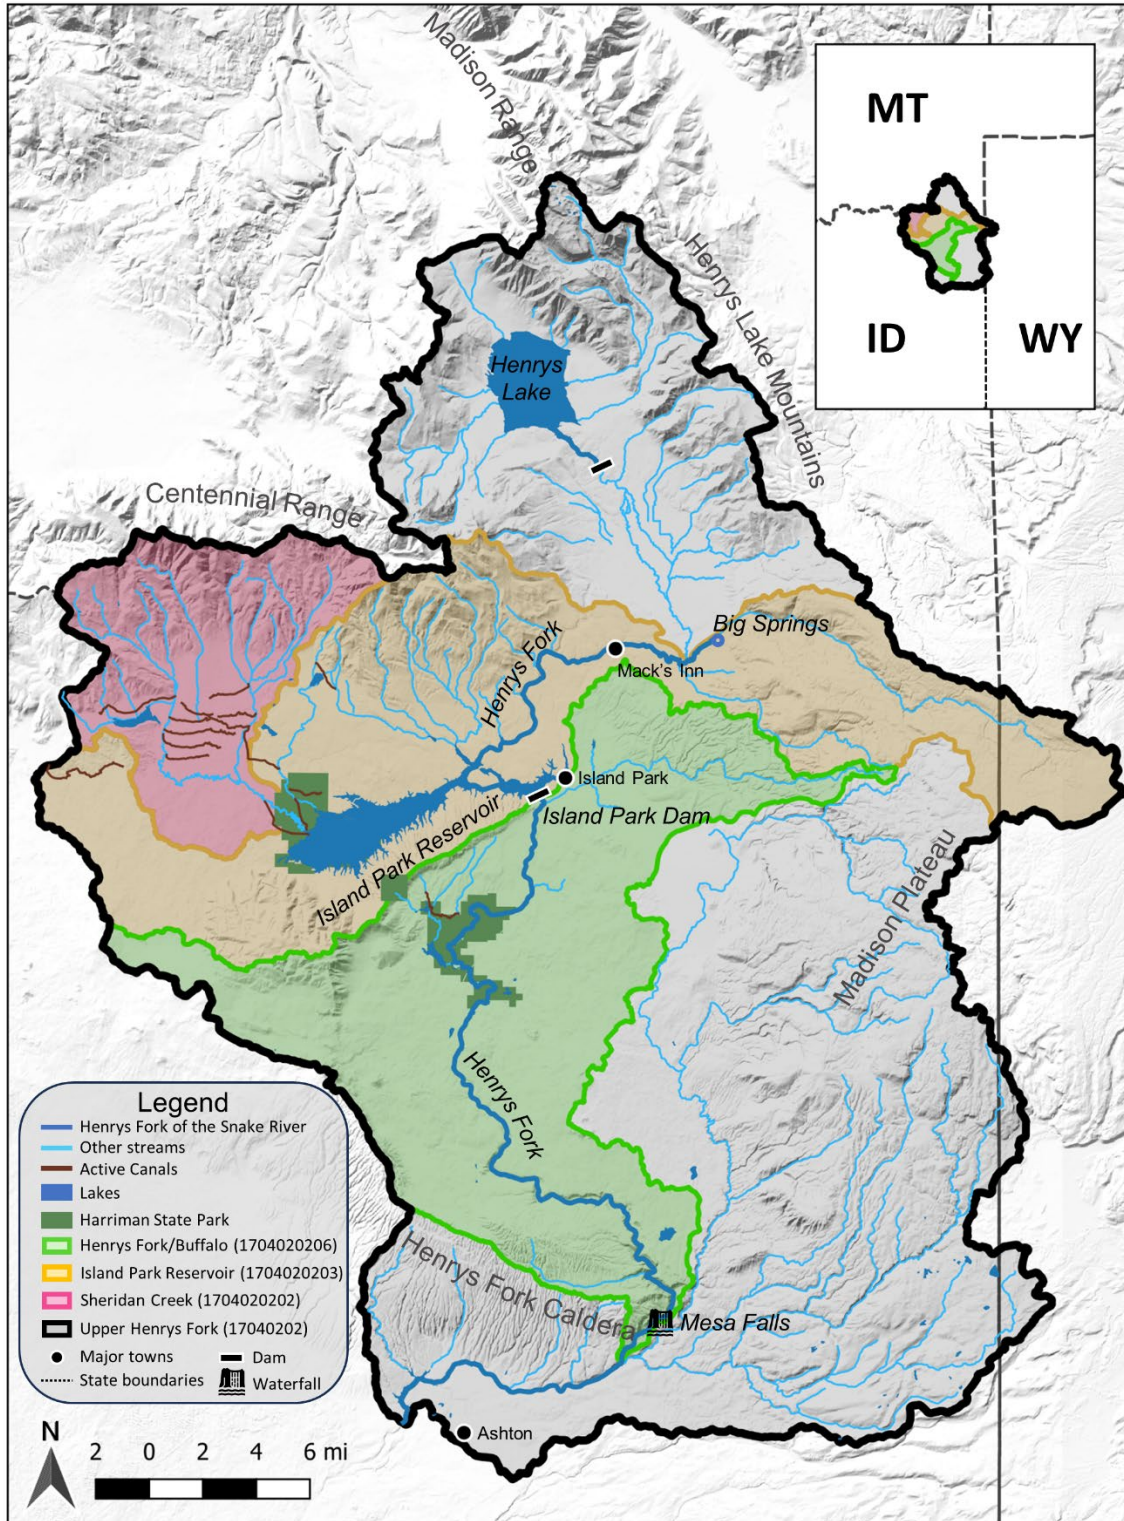 Madison Range
MT
ID
WY
Henrys Lake Mountains
Henrys
Lake
Centennial Range
Big Springs
Henrys Fork
Mack's Inn
Island Park
Island Park Dam
Island Park Reservoir
Madison Plateau
Henrys Fork
Legend
Henrys Fork of the Snake River
Other streams
Active Canals
Lakes
Harriman State Park
Henrys Fork/Buffalo (1704020206)
Island Park Reservoir (1704020203)
Sheridan Creek (1704020202)
Upper Henrys Fork (17040202)
Major towns
Dam
State boundaries
Waterfall
Henrys Fork Caldera
Mesa Falls
Ashton
N
2 0 2 4 6 mi